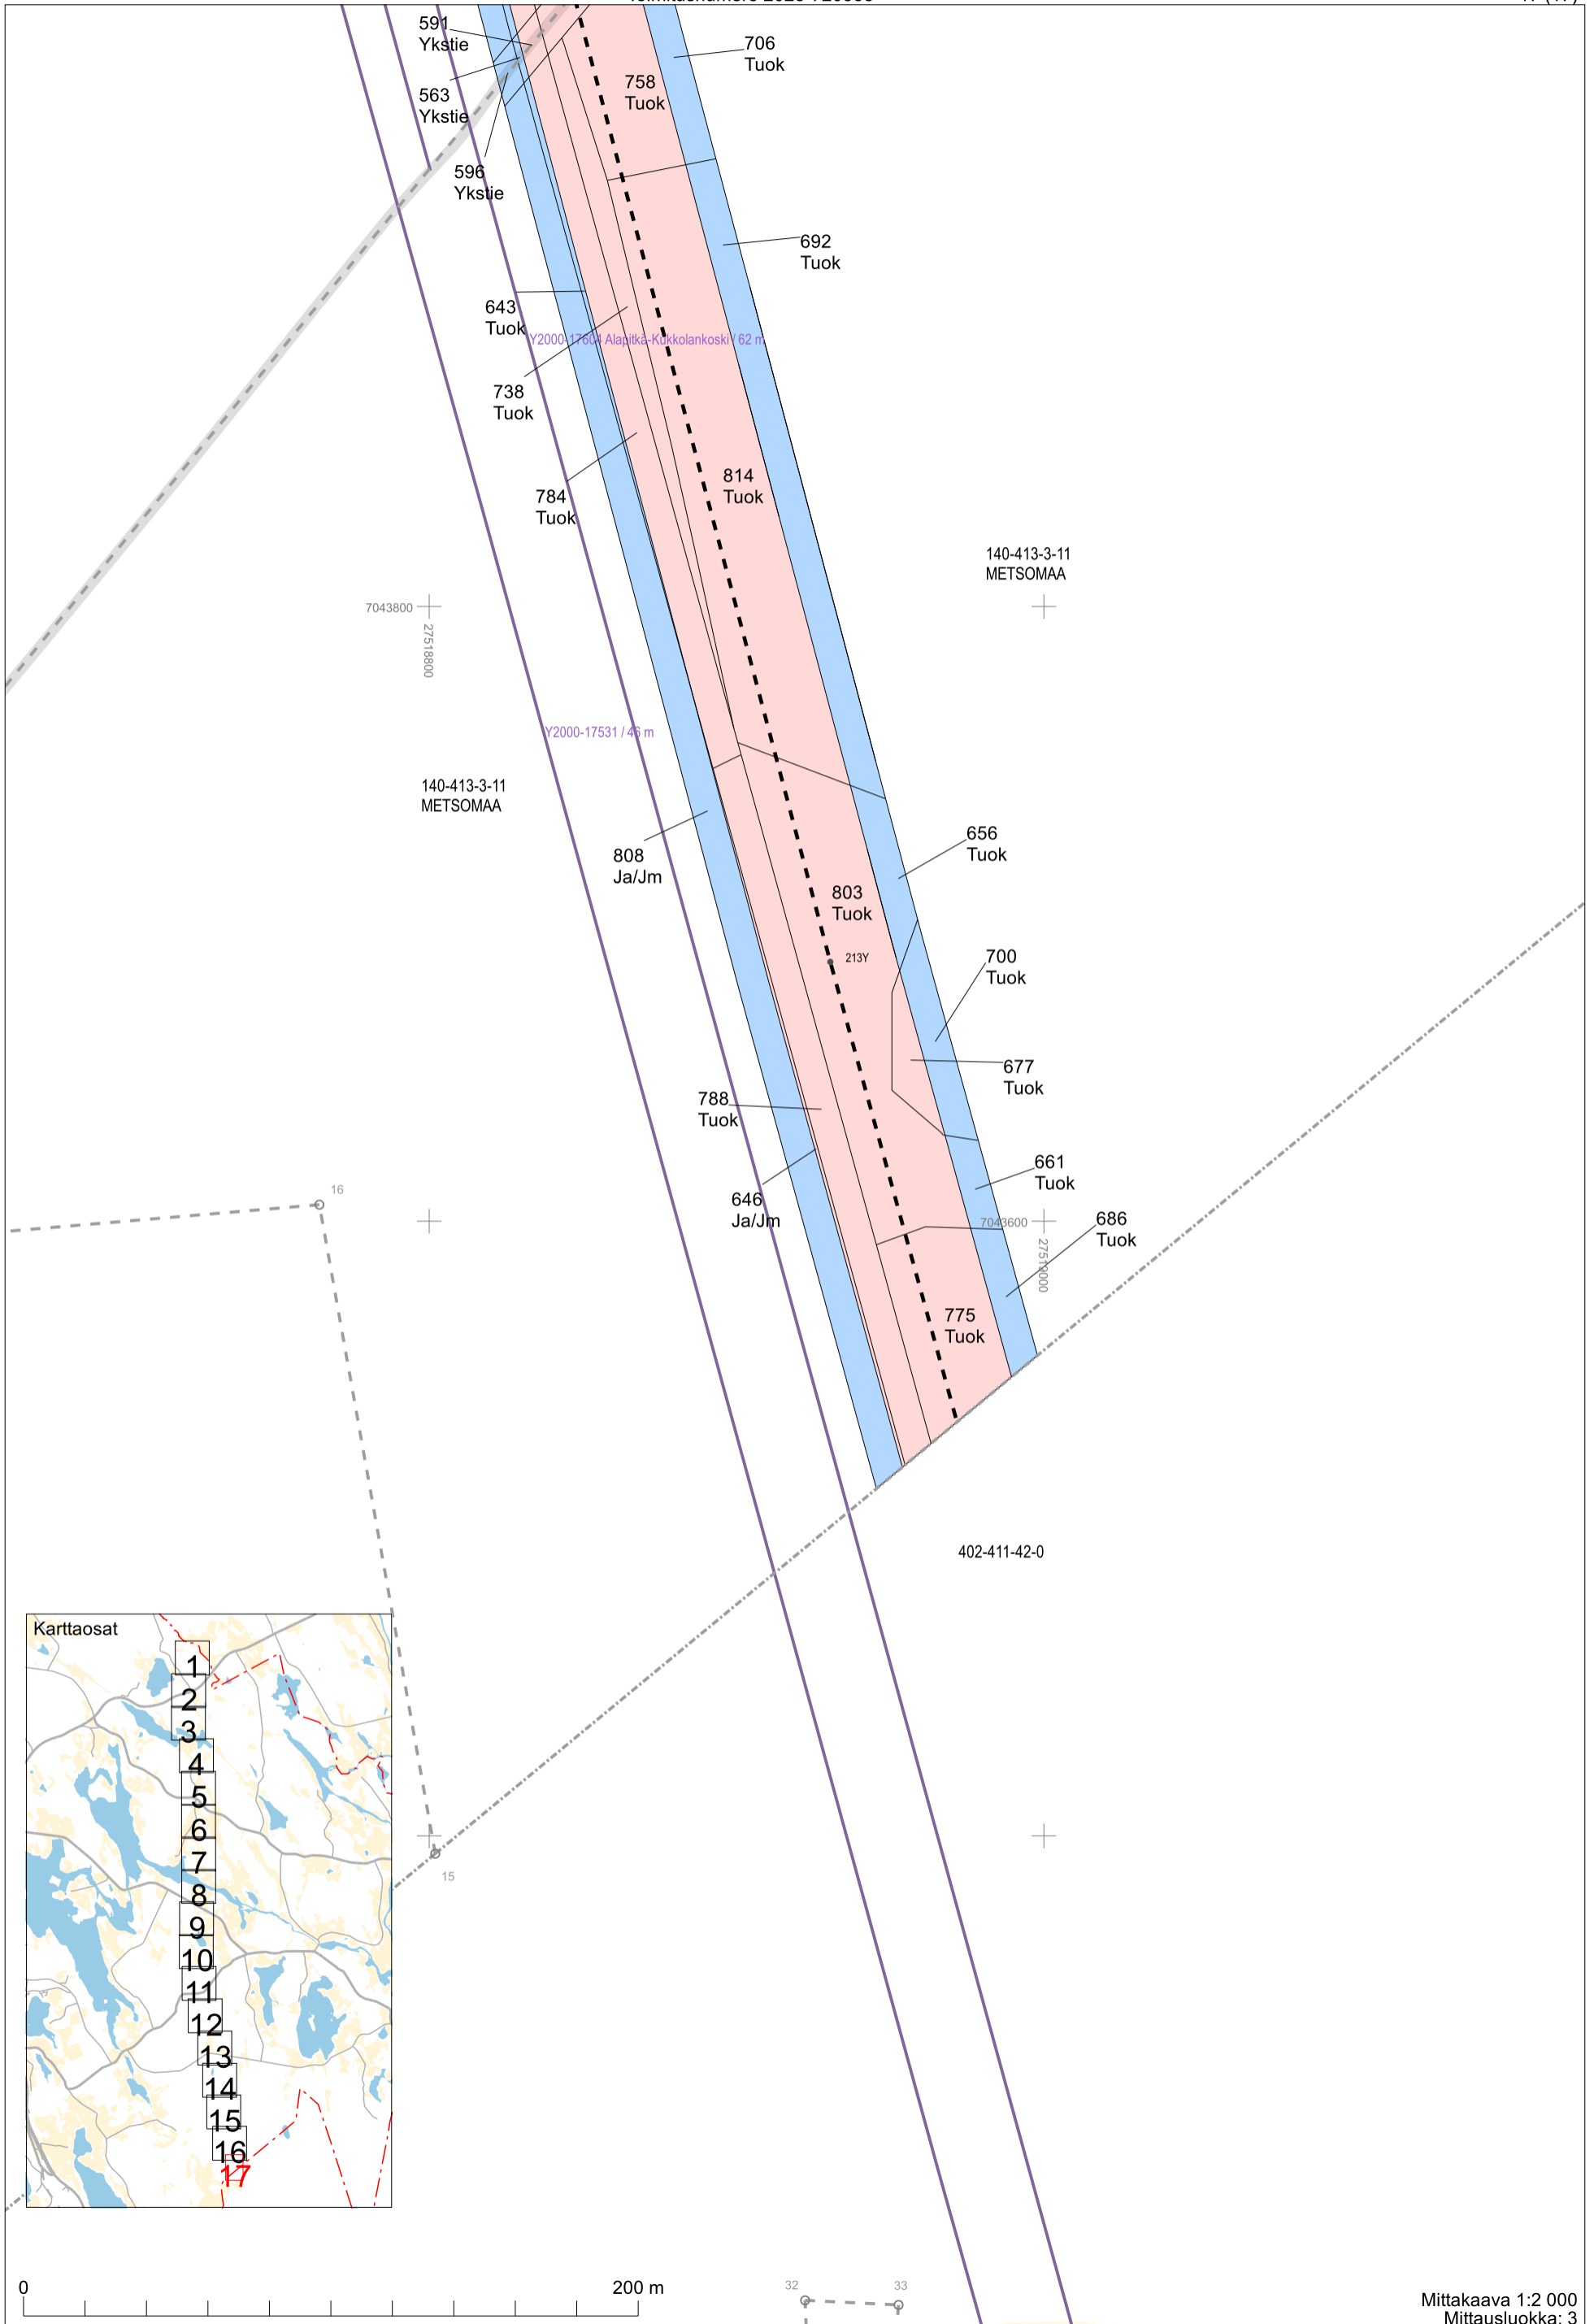 591
Ykstie
706
Tuok
758
Tuok
563
Ykstie
596
Ykstie
692
Tuok
643
Tuok
Y2000-17604 Alapitkä-Kukkolankoski / 62 m
738
Tuok
814
Tuok
784
Tuok
140-413-3-11
METSOMAA
7043800
27518800
Y2000-17531 / 46 m
140-413-3-11
METSOMAA
656
Tuok
808
Ja/Jm
803
Tuok
213Y
700
Tuok
677
Tuok
788
Tuok
661
Tuok
16
646
Ja/Jm
686
Tuok
7043600
27519000
775
Tuok
402-411-42-0
Karttaosat
1
2
3
4
5
6
7
8
9
10
11
12
13
14
15
16
17
15
0
200 m
32
33
Mittakaava 1:2 000
Mittausluokka: 3